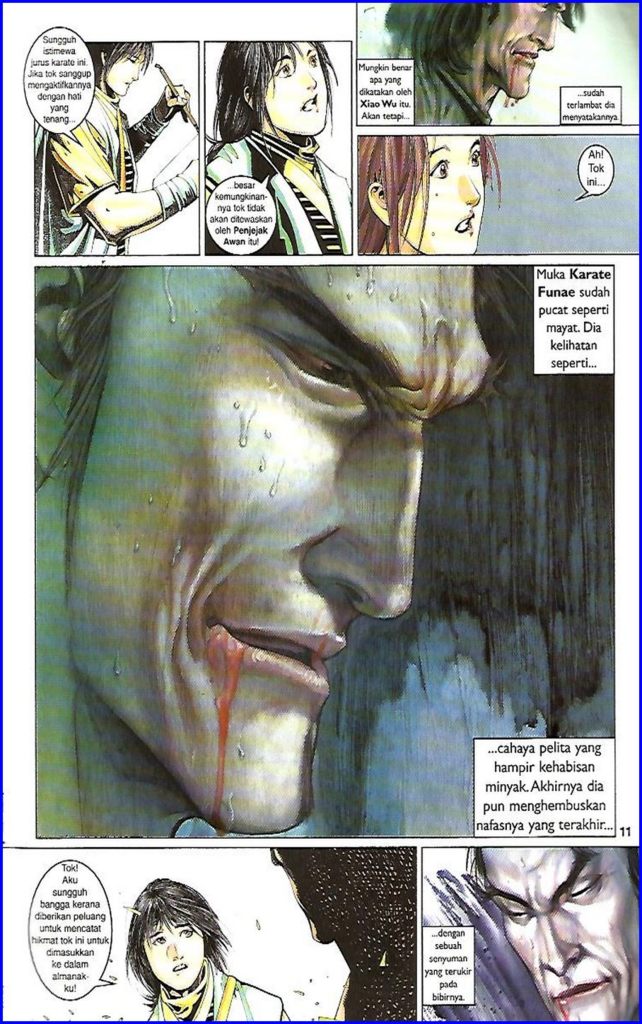 Sungguh
istimewa
jurus karate ini.
Jika tok sanggup
mengaktifkannya
dengan hati
yang
tenang...
...besar
kemungkinan-
nya tok tidak
akan ditewaskan
oleh Penjejak
Awan itu!
Mungkin benar
apa yang
dikatakan oleh
Xiao Wu itu.
Akan tetapi...
...sudah
terlambat dia
menyatakannya.
Ah!
Tok
ini...
Muka Karate
Funae sudah
pucat seperti
mayat. Dia
kelihatan
seperti...
...cahaya pelita yang
hampir kehabisan
minyak. Akhirnya dia
pun menghembuskan
nafasnya yang terakhir...
11
Tok!
Aku
sungguh
bangga kerana
diberikan peluang
untuk mencatat
hikmat tok ini untuk
dimasukkan
ke dalam
almanak-
ku!
...dengan
sebuah
senyuman
yang terukir
pada
bibirnya.